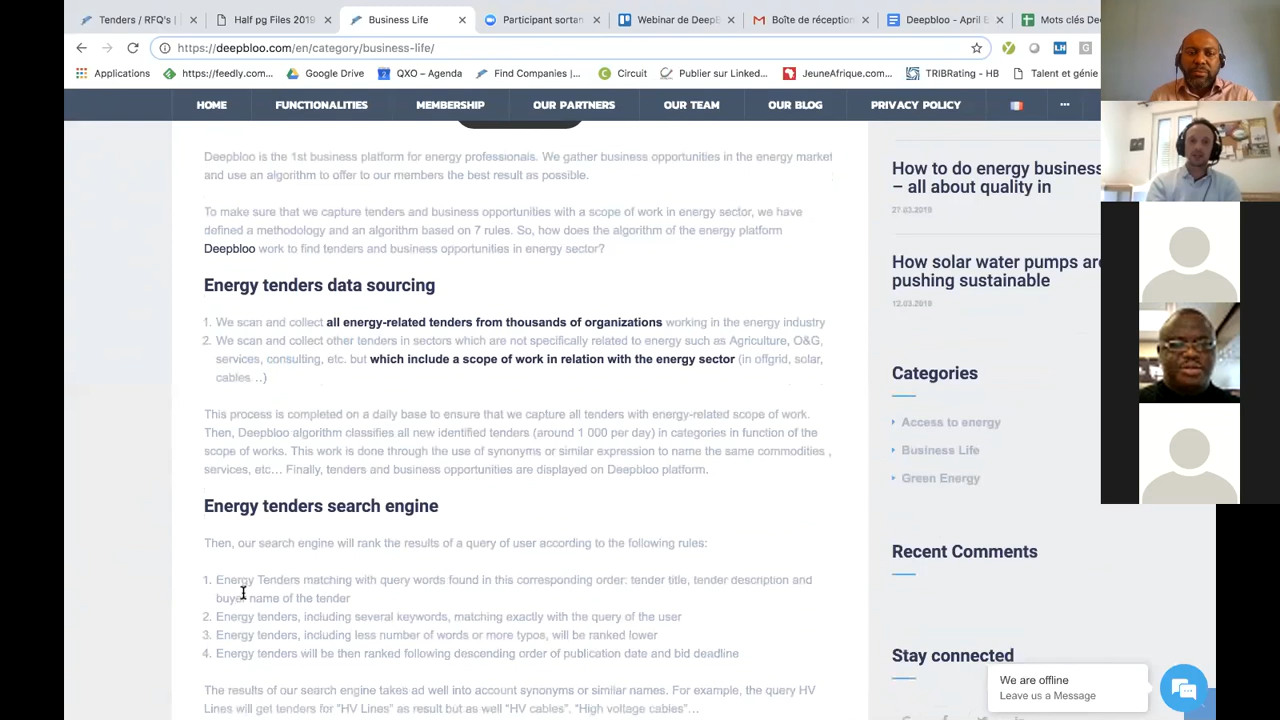 Tenders / RFQ's |
Half pg Files 2019
Business Life
Participant sortan
Webinar de DeepB
Boîte de réception
Deepbloo - April E
Mots clés Dee
https://deepbloo.com/en/category/business-life/
Applications
https://feedly.com...
Google Drive
QXO – Agenda
Find Companies |...
Circuit
Publier sur Linked...
JeuneAfrique.com...
TRIBRating - HB
Talent et génie
HOME
FUNCTIONALITIES
MEMBERSHIP
OUR PARTNERS
OUR TEAM
OUR BLOG
PRIVACY POLICY
Deepbloo is the 1st business platform for energy professionals. We gather business opportunities in the energy market
and use an algorithm to offer to our members the best result as possible.
To make sure that we capture tenders and business opportunities with a scope of work in energy sector, we have
defined a methodology and an algorithm based on 7 rules. So, how does the algorithm of the energy platform
Deepbloo work to find tenders and business opportunities in energy sector?
Energy tenders data sourcing
1. We scan and collect all energy-related tenders from thousands of organizations working in the energy industry
2. We scan and collect other tenders in sectors which are not specifically related to energy such as Agriculture, O&G,
services, consulting, etc. but which include a scope of work in relation with the energy sector (in offgrid, solar,
cables…)
This process is completed on a daily base to ensure that we capture all tenders with energy-related scope of work.
Then, Deepbloo algorithm classifies all new identified tenders (around 1 000 per day) in categories in function of the
scope of works. This work is done through the use of synonyms or similar expression to name the same commodities ,
services, etc… Finally, tenders and business opportunities are displayed on Deepbloo platform.
Energy tenders search engine
Then, our search engine will rank the results of a query of user according to the following rules:
1. Energy Tenders matching with query words found in this corresponding order: tender title, tender description and
buyer name of the tender
2. Energy tenders, including several keywords, matching exactly with the query of the user
3. Energy tenders, including less number of words or more typos, will be ranked lower
4. Energy tenders will be then ranked following descending order of publication date and bid deadline
The results of our search engine takes ad well into account synonyms or similar names. For example, the query HV
Lines will get tenders for "HV Lines" as result but as well "HV cables", "High voltage cables"…
How to do energy business
– all about quality in
27.03.2019
How solar water pumps are
pushing sustainable
12.03.2019
Categories
Access to energy
Business Life
Green Energy
Recent Comments
Stay connected
We are offline
Leave us a Message